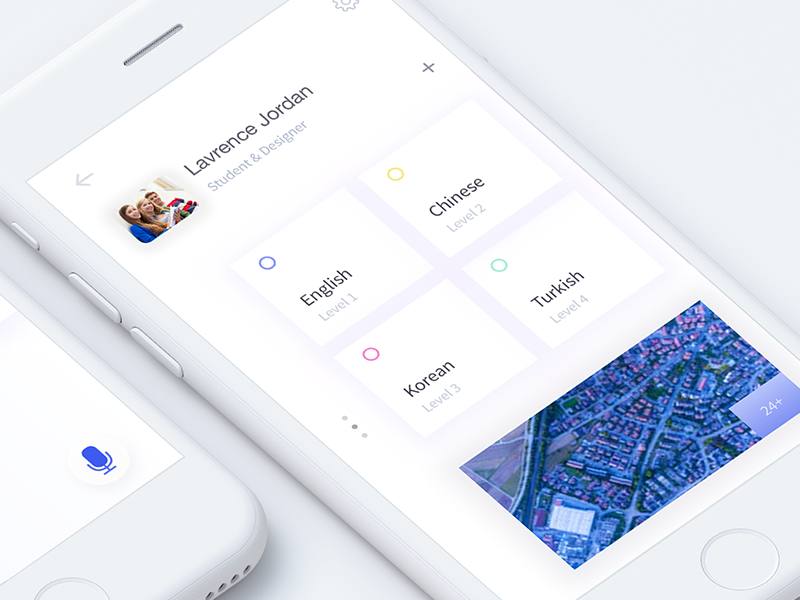 Lavrence Jordan
Student & Designer
English
Level 1
Chinese
Level 2
Korean
Level 3
Turkish
Level 4
24+